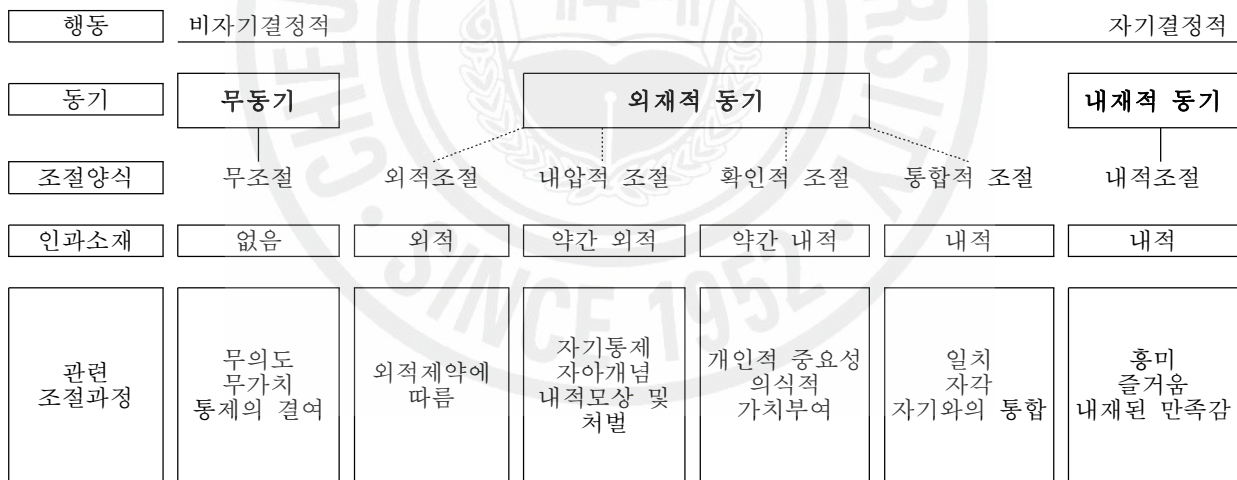 행동 비자기결정적 자기결정적
동기 무동기 외재적 동기 내재적 동기
조절양식 무조절 외적조절 내압적 조절 확인적 조절 통합적 조절 내적조절
인과소재 없음 외적 약간 외적 약간 내적 내적 내적
관련
조절과정
무의도
무가치
통제의 결여
외적제약에
따름
자기통제
자아개념
내적모상 및
처벌
개인적 중요성
의식적
가치부여
일치
자각
자기와의 통합
흥미
즐거움
내재된 만족감
SINCE 1952